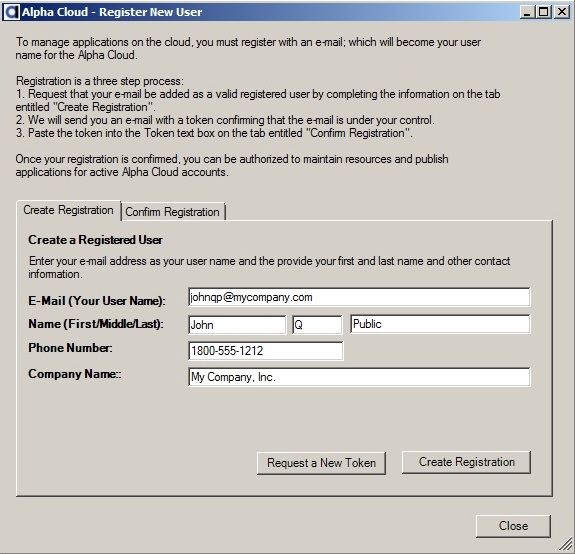 Alpha Cloud - Register New User
To manage applications on the cloud, you must register with an e-mail; which will become your user
name for the Alpha Cloud.
Registration is a three step process:
1. Request that your e-mail be added as a valid registered user by completing the information on the tab
entitled "Create Registration".
2. We will send you an e-mail with a token confirming that the e-mail is under your control.
3. Paste the token into the Token text box on the tab entitled "Confirm Registration".
Once your registration is confirmed, you can be authorized to maintain resources and publish
applications for active Alpha Cloud accounts.
Create Registration Confirm Registration
Create a Registered User
Enter your e-mail address as your user name and the provide your first and last name and other contact
information.
E-Mail (Your User Name): johnqp@mycompany.com
Name (First/Middle/Last): John Q Public
Phone Number: 1800-555-1212
Company Name:: My Company, Inc.
Request a New Token Create Registration
Close